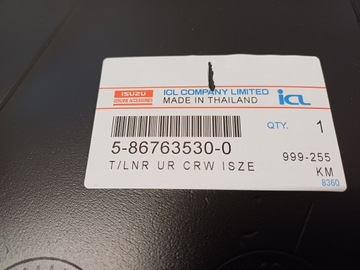 ISUZU
GENUINE ACCESSORIES
ICL COMPANY LIMITED
MADE IN THAILAND
icL
QTY. 1
5-86763530-0
T/LNR UR CRW ISZE
999-255
KM
8360